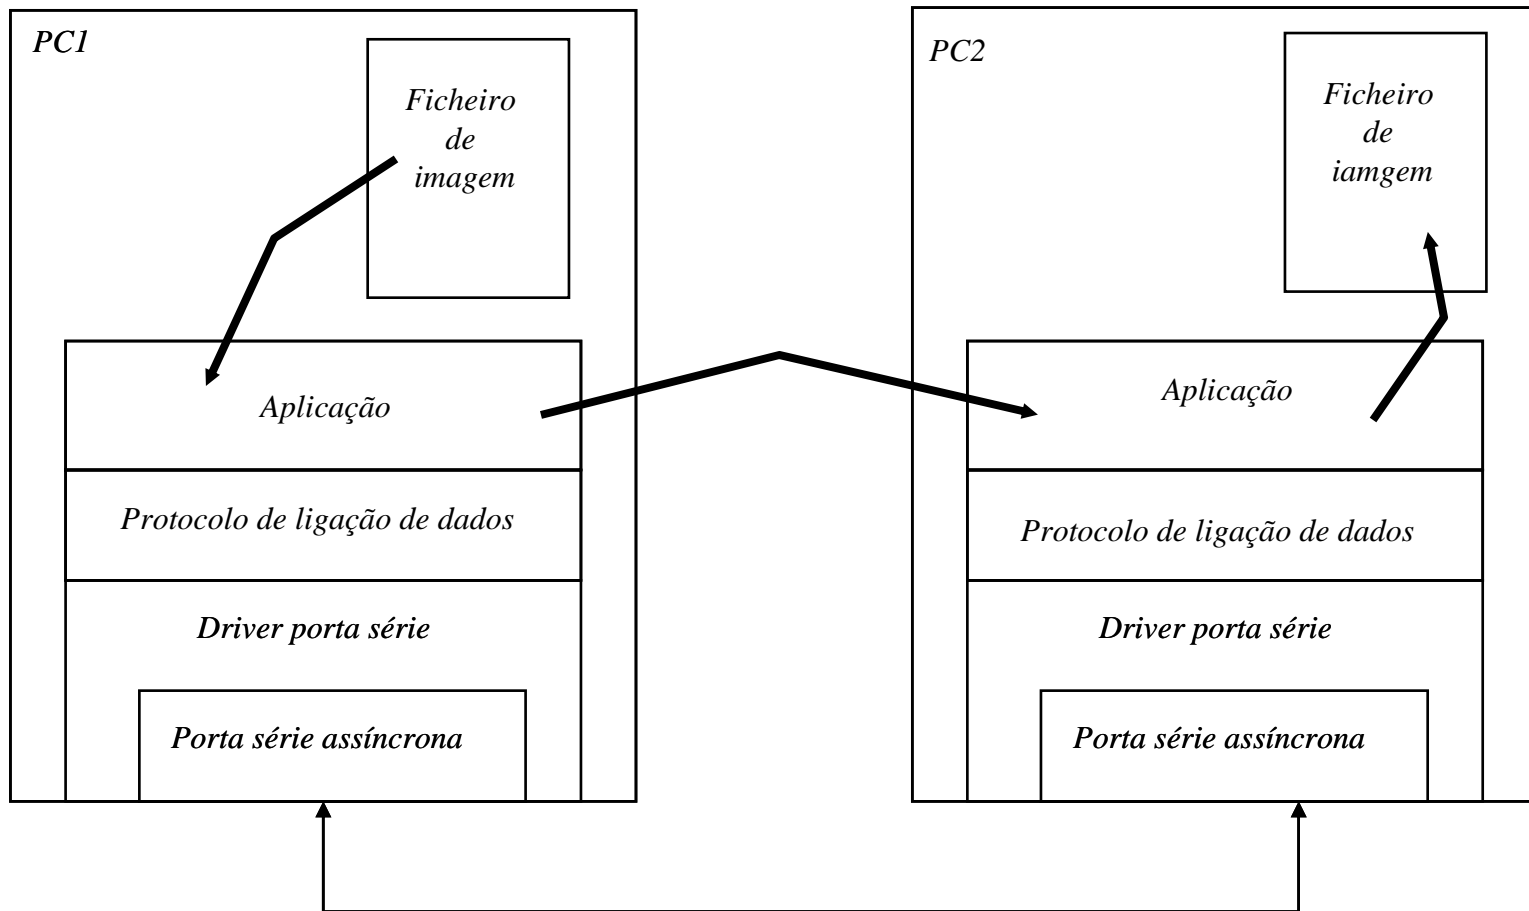 PC1
Ficheiro
de
imagem
Aplicação
Protocolo de ligação de dados
Driver porta série
Porta série assíncrona
PC2
Ficheiro
de
iamgem
Aplicação
Protocolo de ligação de dados
Driver porta série
Porta série assíncrona